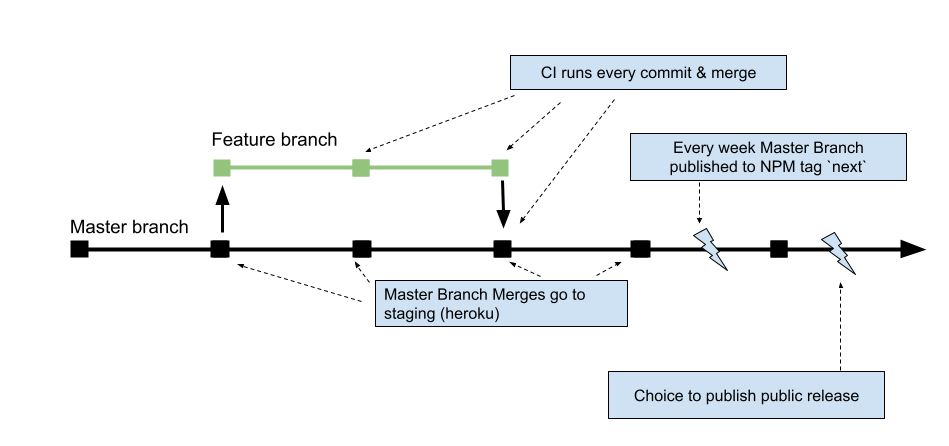 CI runs every commit & merge
Feature branch
Every week Master Branch
published to NPM tag `next`
Master branch
Master Branch Merges go to
staging (heroku)
Choice to publish public release